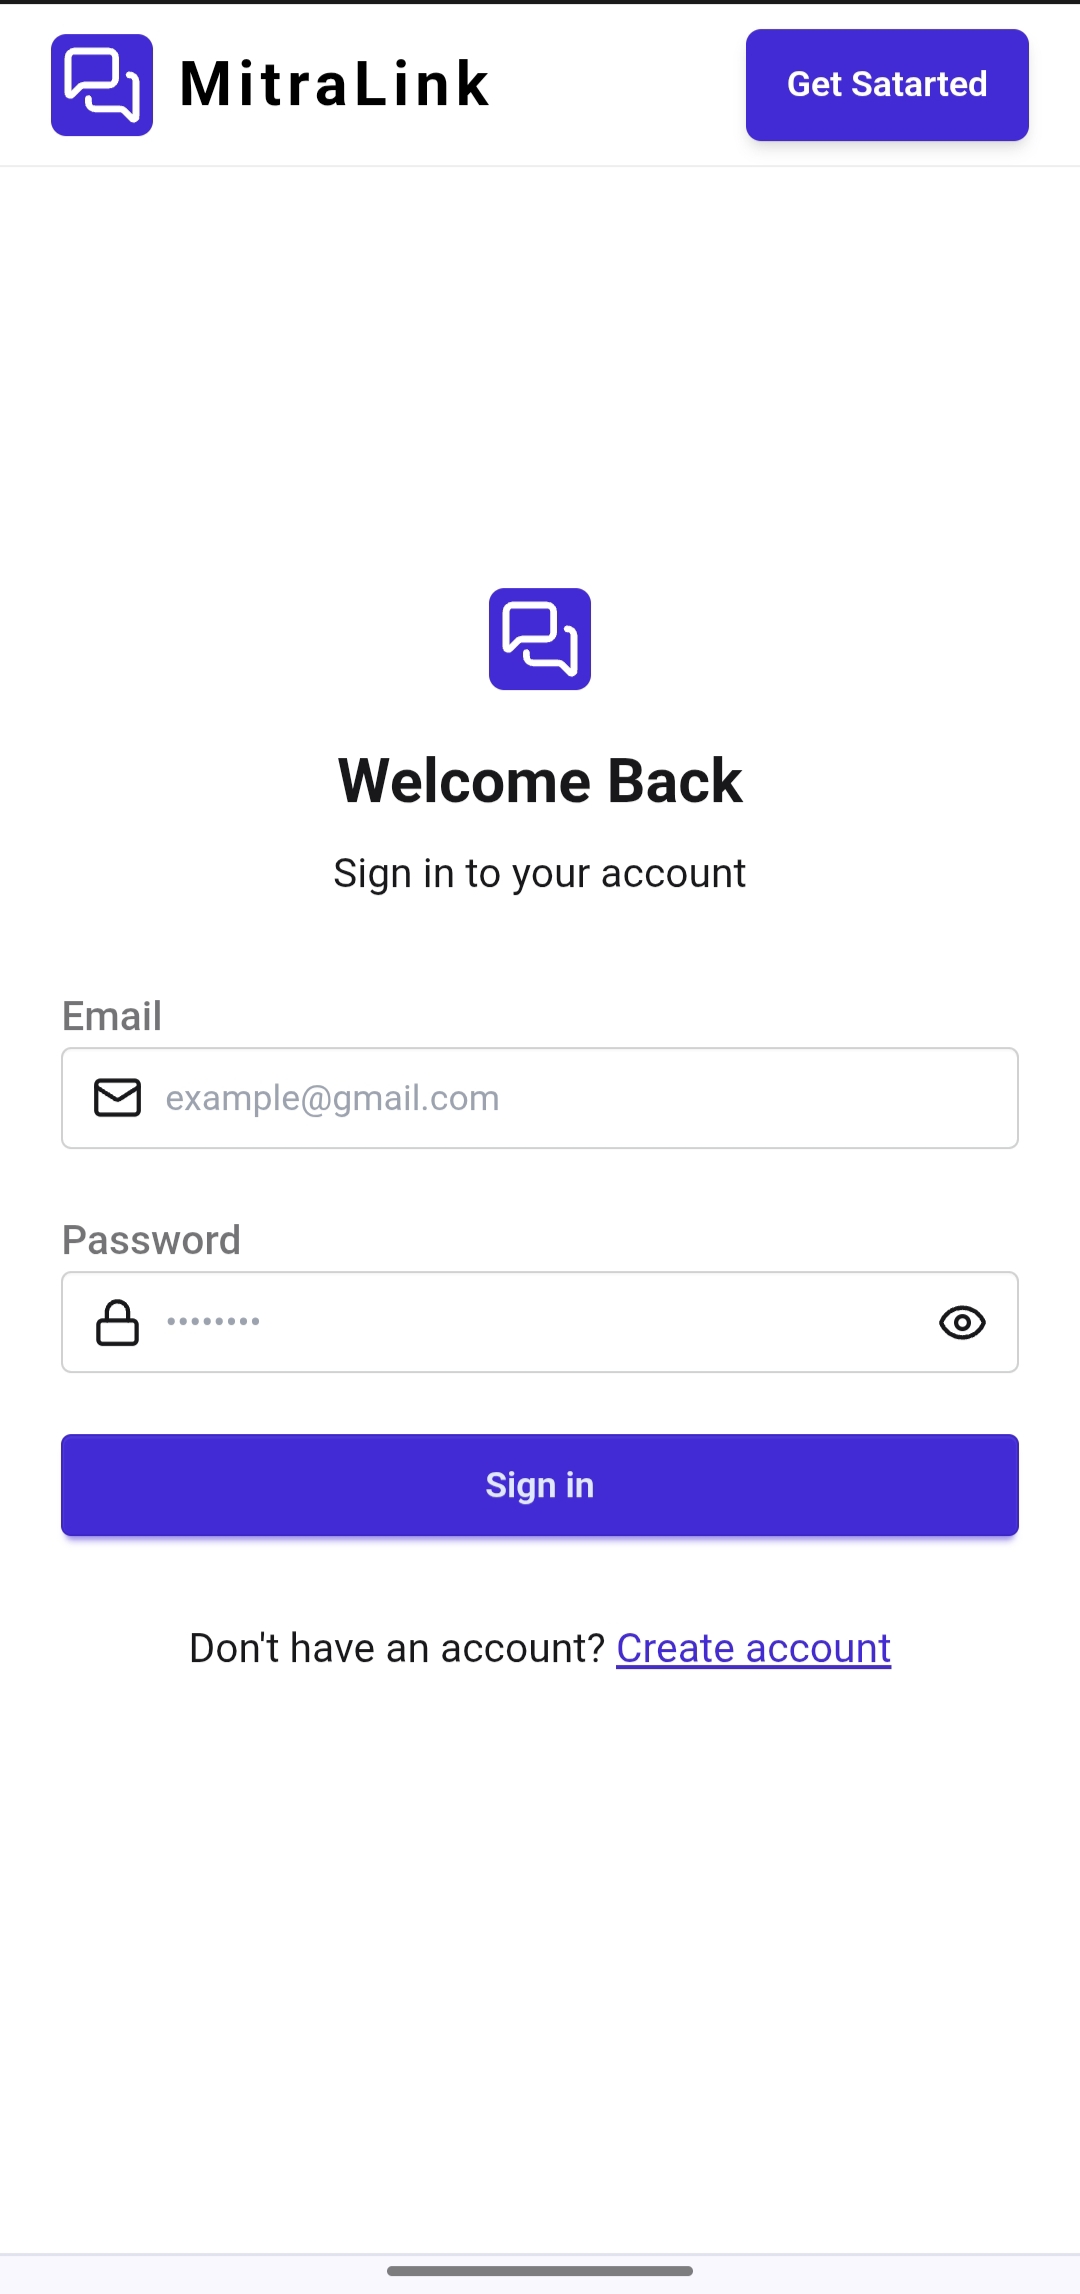 MitraLink
Get Satarted
Welcome Back
Sign in to your account
Email
example@gmail.com
Password
••••••••
Sign in
Don't have an account? Create account